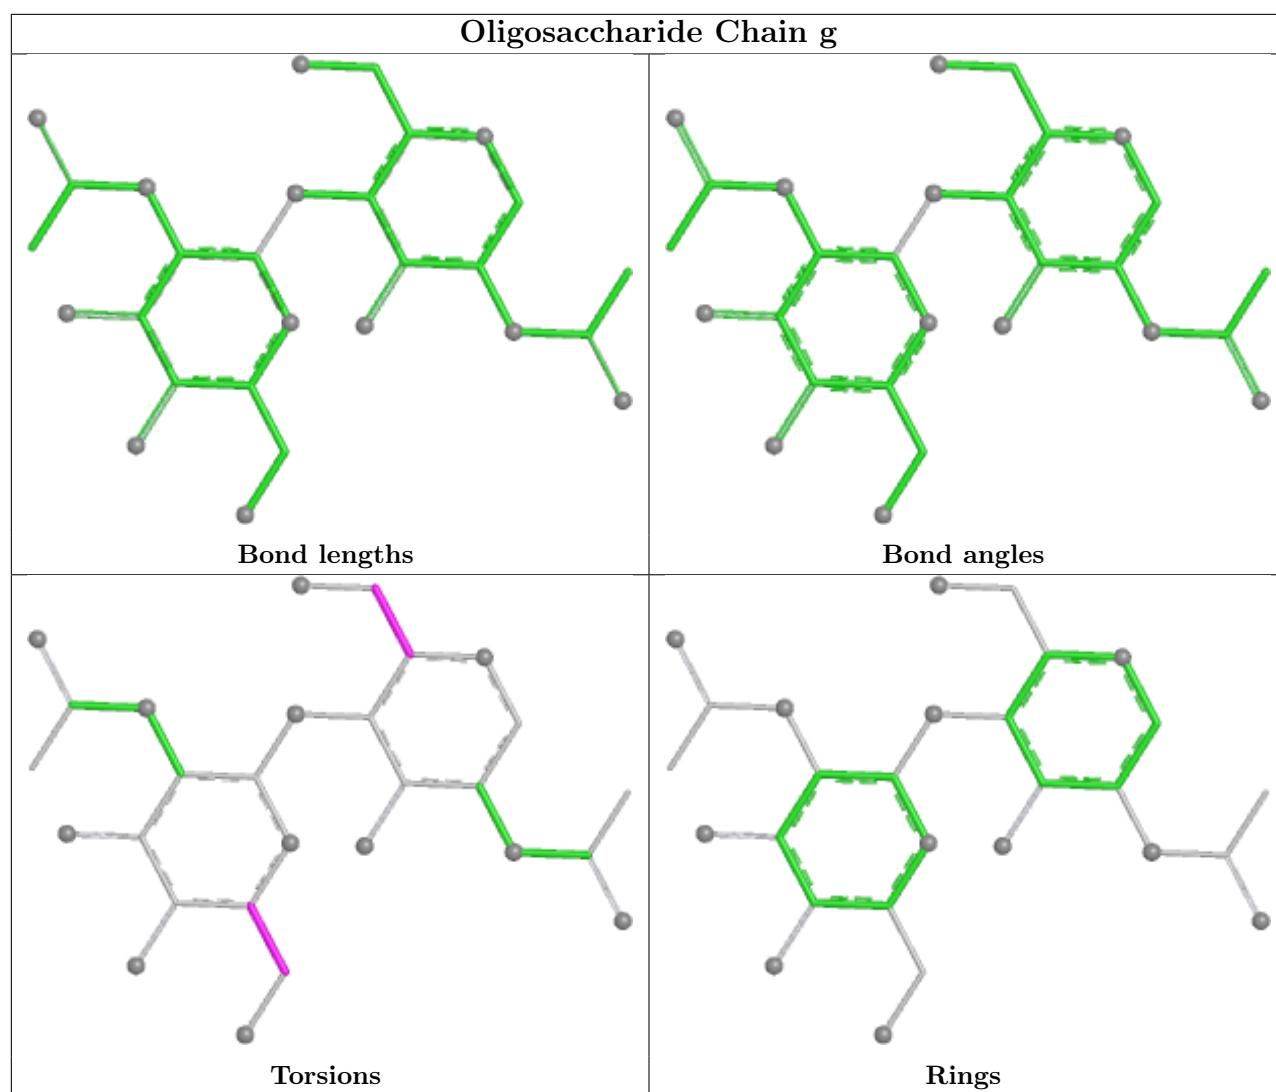 Oligosaccharide Chain g
Bond lengths
Bond angles
Torsions
Rings